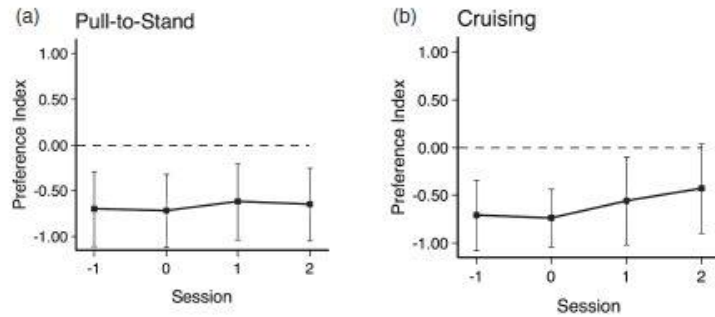 (a) Pull-to-Stand
1.00
0.50
0.00
-0.50
-1.00
Preference Index
-1 0 1 2
Session
(b) Cruising
1.00
0.50
0.00
-0.50
-1.00
Preference Index
-1 0 1 2
Session